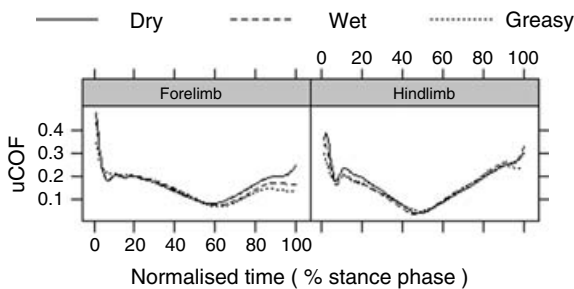 Dry Wet Greasy
0 20 40 60 80 100
Forelimb Hindlimb
0.4
0.3
0.2
0.1
uCOF
0 20 40 60 80 100
Normalised time ( % stance phase )